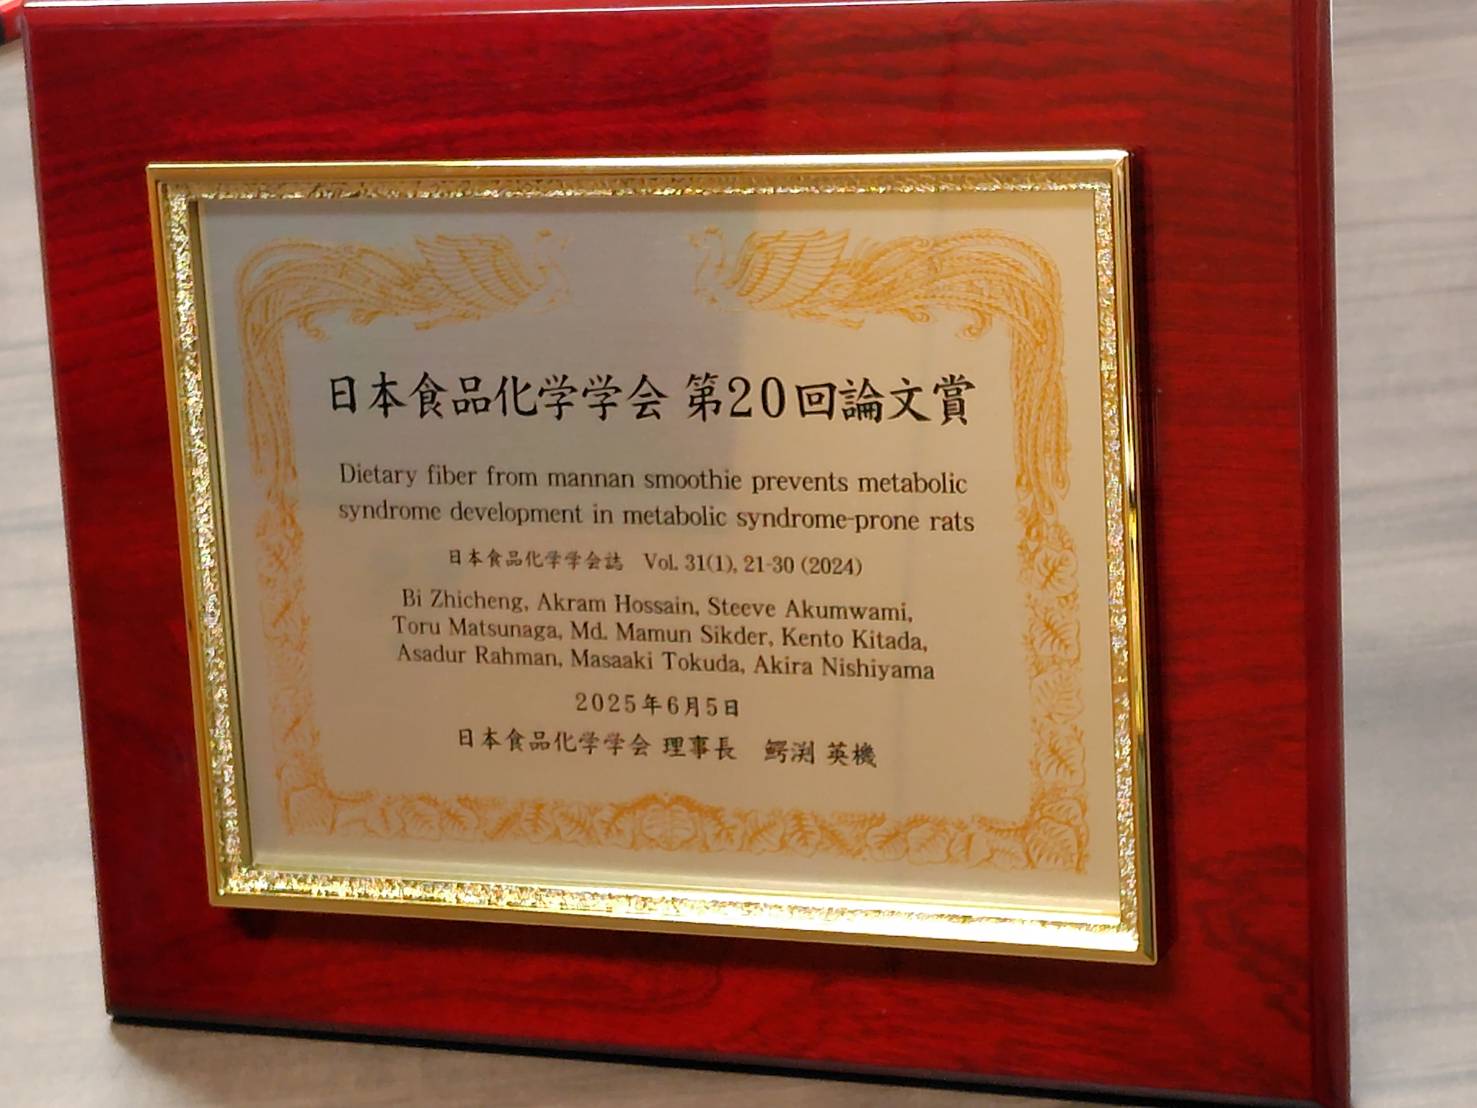 日本食品化学学会 第20回論文賞
Dietary fiber from mannan smoothie prevents metabolic
syndrome development in metabolic syndrome-prone rats
日本食品化学学会誌 Vol. 31(1), 21-30 (2024)
Bi Zhicheng, Akram Hossain, Steeve Akumwami,
Toru Matsunaga, Md. Mamun Sikder, Kento Kitada,
Asadur Rahman, Masaaki Tokuda, Akira Nishiyama
2025年6月5日
日本食品化学学会 理事長 鰐渕 英機